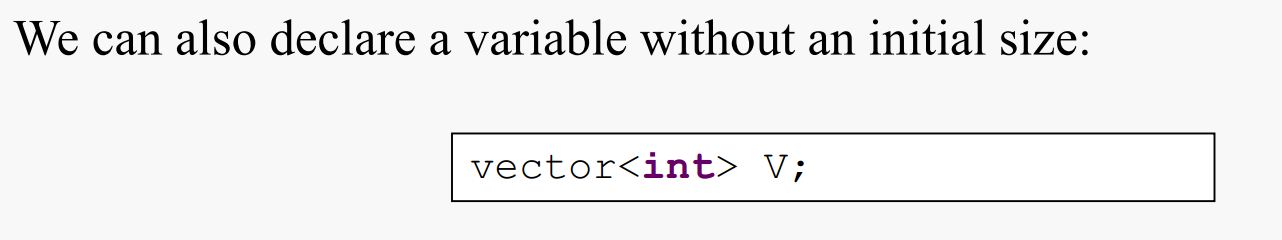 We can also declare a variable without an initial size:
vector<int> V;